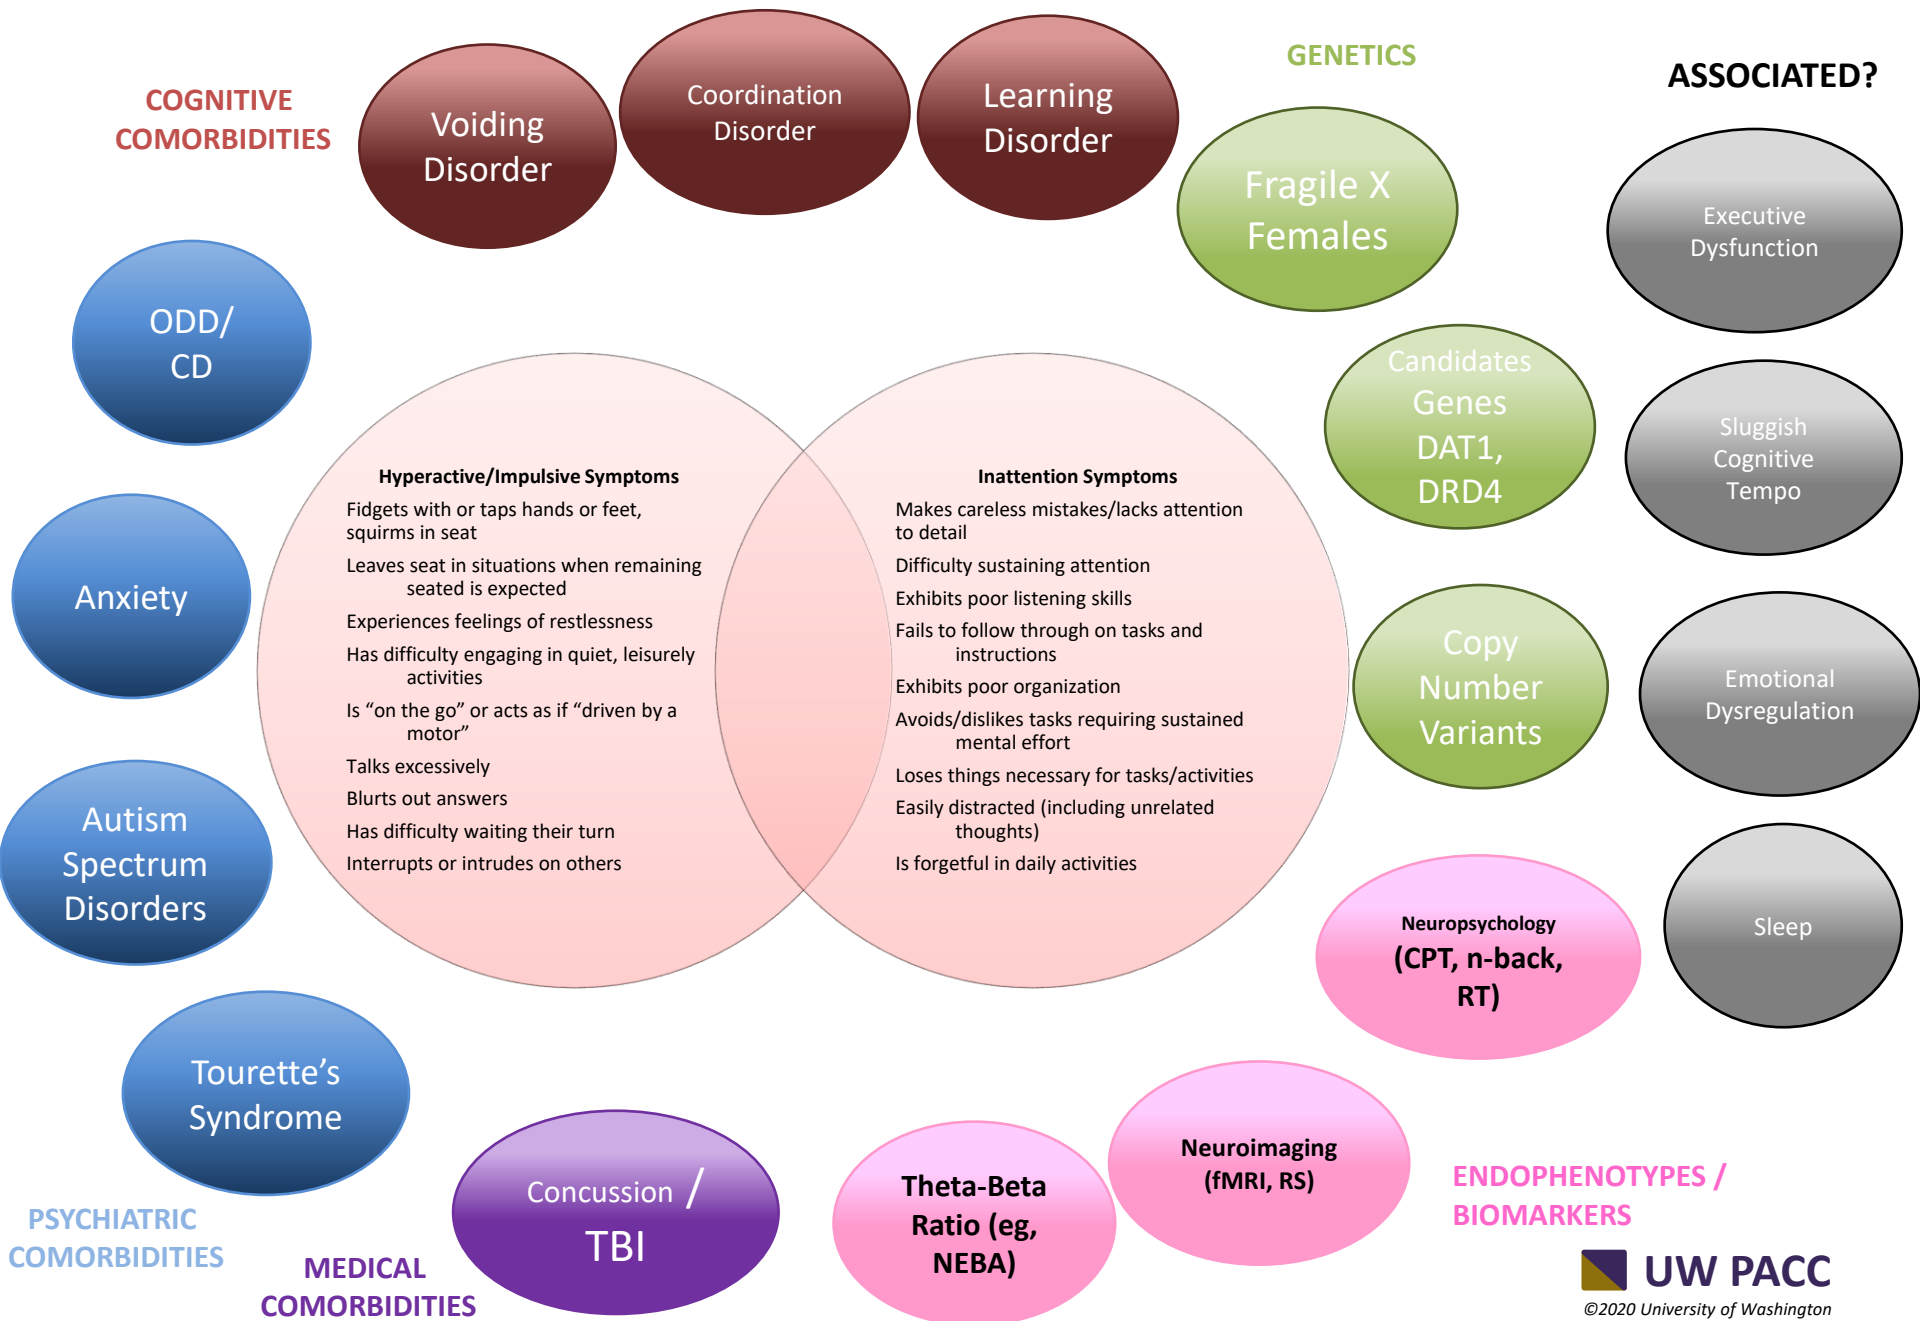 COGNITIVE
COMORBIDITIES
Voiding
Disorder
Coordination
Disorder
Learning
Disorder
GENETICS
Fragile X
Females
ASSOCIATED?
Executive
Dysfunction
ODD/
CD
Candidates
Genes
DAT1,
DRD4
Sluggish
Cognitive
Tempo
Hyperactive/Impulsive Symptoms
Fidgets with or taps hands or feet,
squirms in seat
Leaves seat in situations when remaining
seated is expected
Experiences feelings of restlessness
Has difficulty engaging in quiet, leisurely
activities
Is “on the go” or acts as if “driven by a
motor”
Talks excessively
Blurts out answers
Has difficulty waiting their turn
Interrupts or intrudes on others
Inattention Symptoms
Makes careless mistakes/lacks attention
to detail
Difficulty sustaining attention
Exhibits poor listening skills
Fails to follow through on tasks and
instructions
Exhibits poor organization
Avoids/dislikes tasks requiring sustained
mental effort
Loses things necessary for tasks/activities
Easily distracted (including unrelated
thoughts)
Is forgetful in daily activities
Anxiety
Copy
Number
Variants
Emotional
Dysregulation
Autism
Spectrum
Disorders
Neuropsychology
(CPT, n-back,
RT)
Sleep
Tourette’s
Syndrome
PSYCHIATRIC
COMORBIDITIES
MEDICAL
COMORBIDITIES
Concussion /
TBI
Theta-Beta
Ratio (eg,
NEBA)
Neuroimaging
(fMRI, RS)
ENDOPHENOTYPES /
BIOMARKERS
UW PACC
©2020 University of Washington